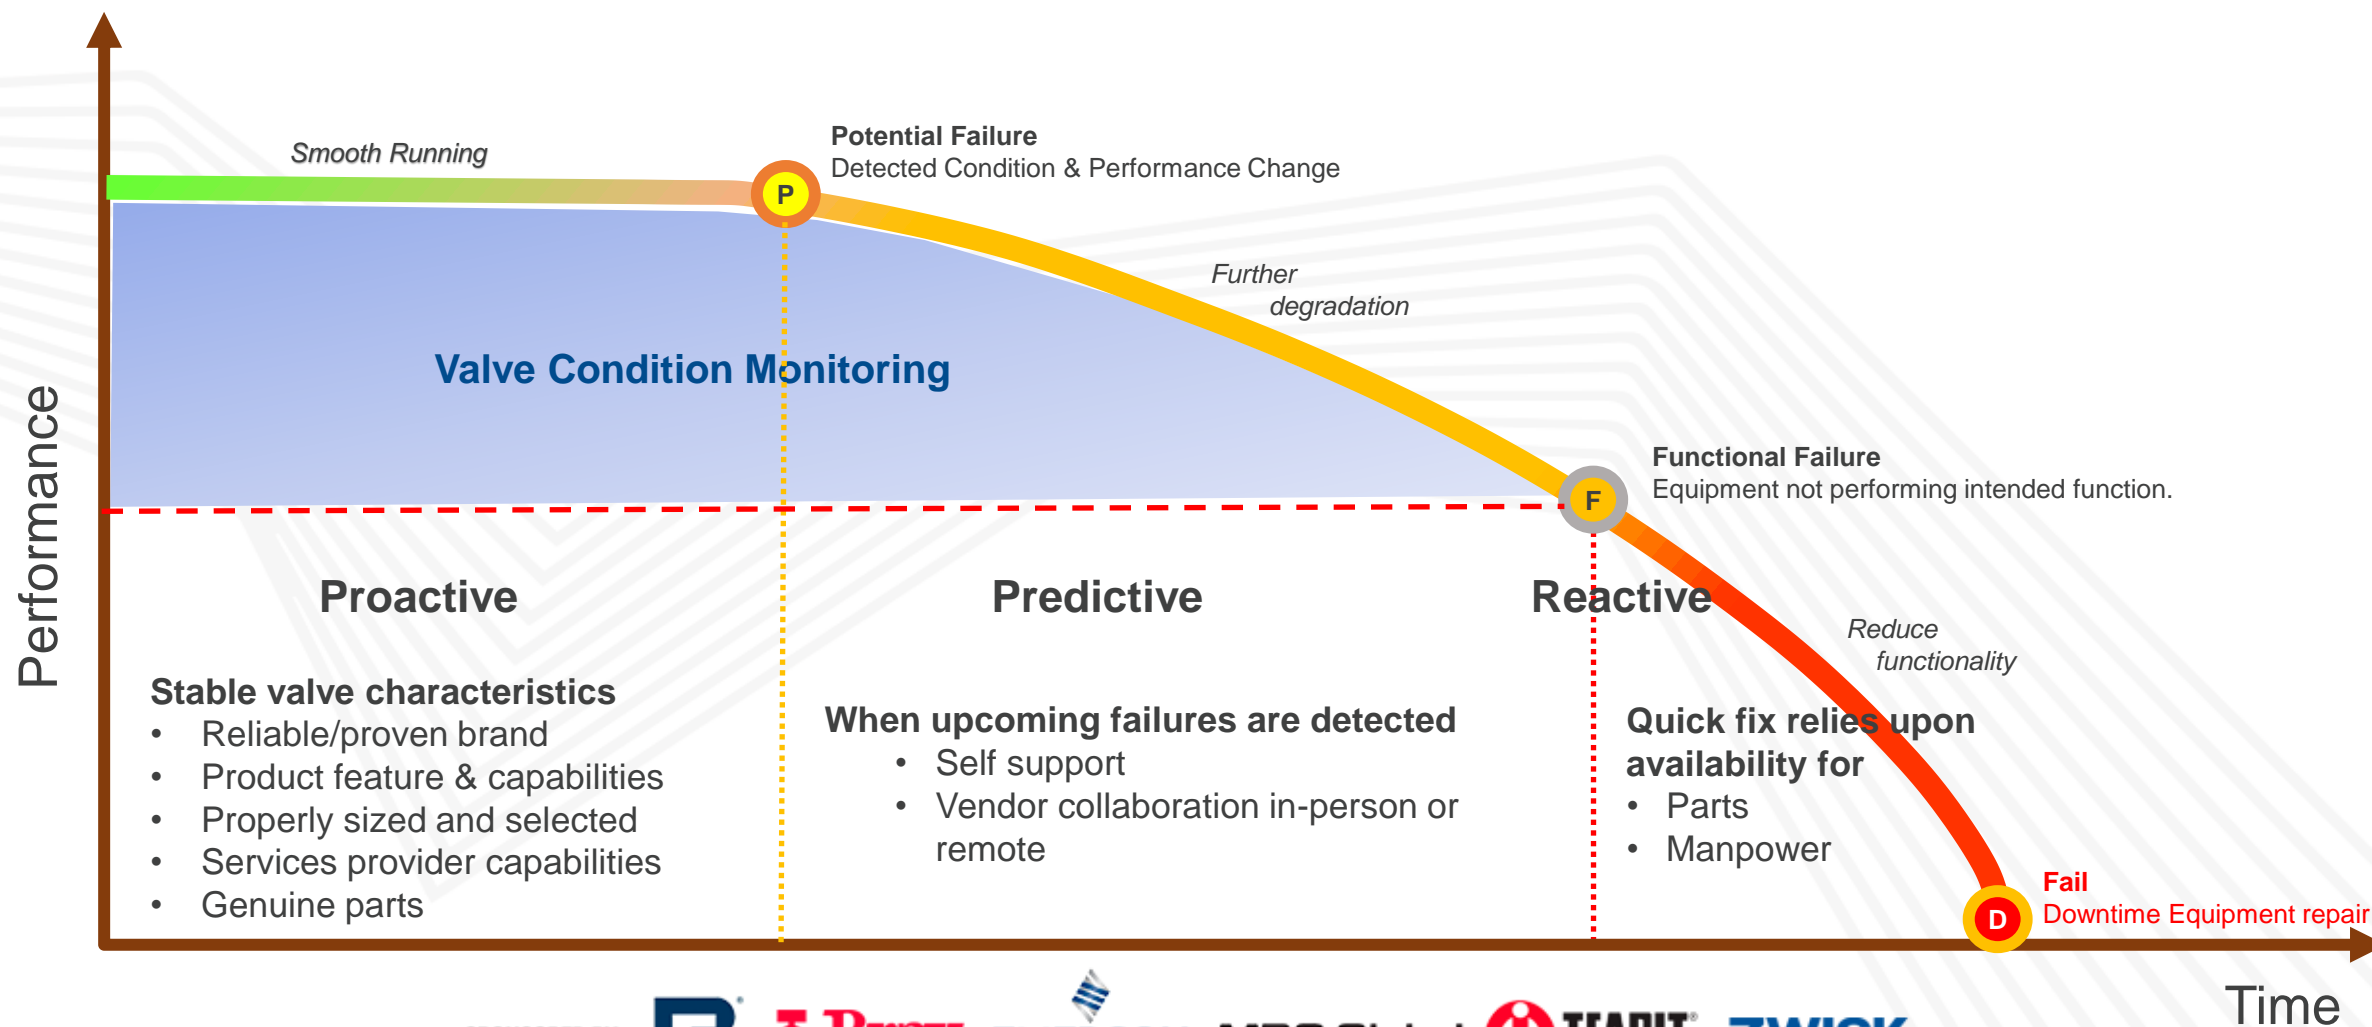 Smooth Running
Potential Failure
Detected Condition & Performance Change
P
Further
degradation
Valve Condition Monitoring
Performance
Functional Failure
Equipment not performing intended function.
F
Proactive
Predictive
Reactive
Reduce
functionality
Stable valve characteristics
• Reliable/proven brand
• Product feature & capabilities
• Properly sized and selected
• Services provider capabilities
• Genuine parts
When upcoming failures are detected
• Self support
• Vendor collaboration in-person or
remote
Quick fix relies upon
availability for
• Parts
• Manpower
Fail
Downtime Equipment repair
D
Time